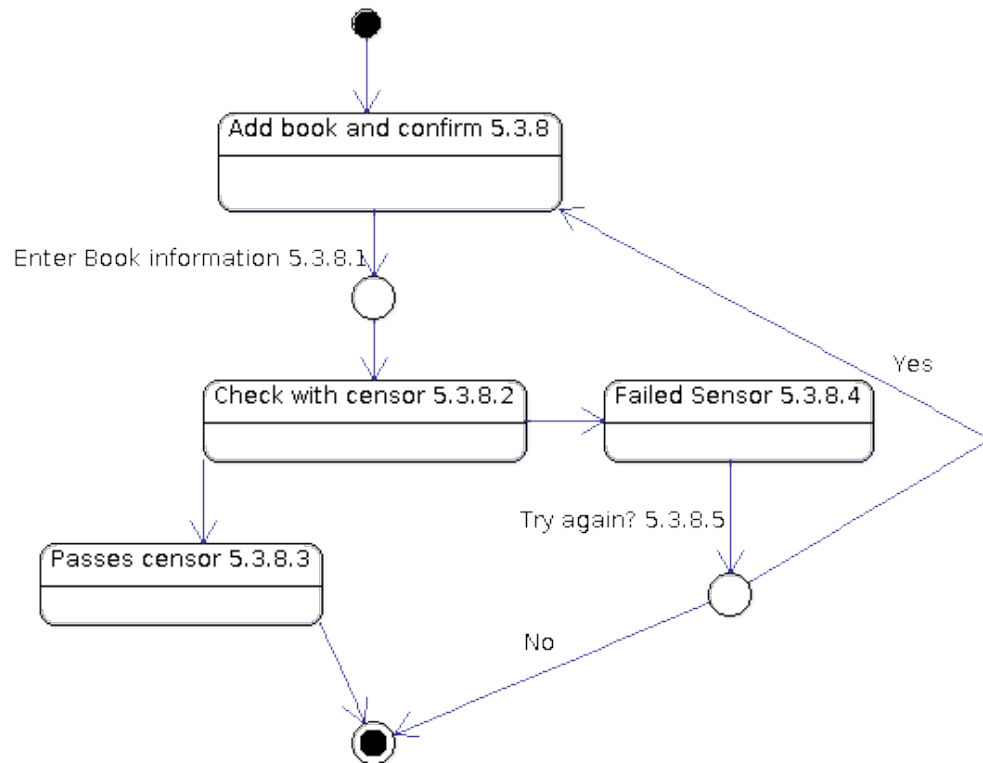 Add book and confirm 5.3.8
Enter Book information 5.3.8.1
Yes
Check with censor 5.3.8.2
Failed Sensor 5.3.8.4
Try again? 5.3.8.5
Passes censor 5.3.8.3
No